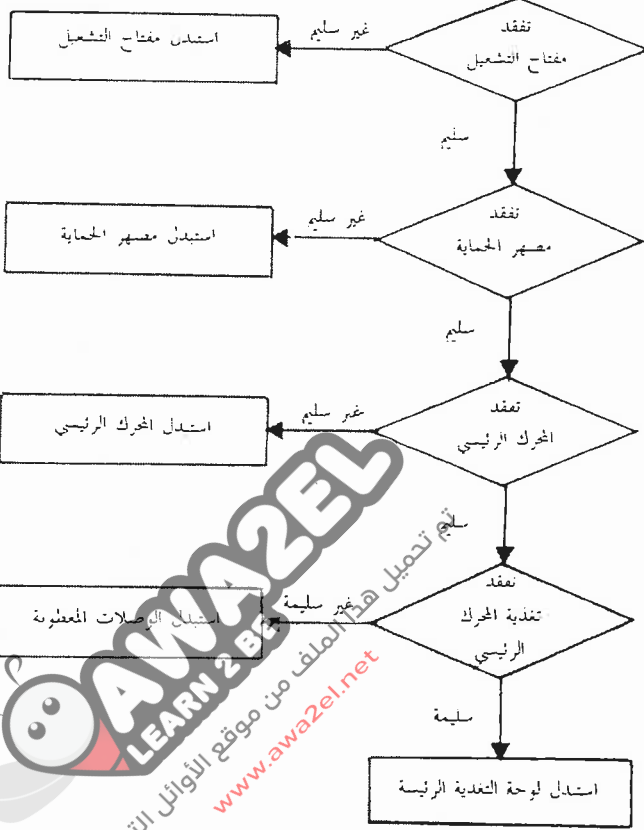 تفقد
مفتاح التشغيل
غير سليم
استبدل مفتاح التشغيل
سليم
تفقد
مصهر الحماية
غير سليم
استبدل مصهر الحماية
سليم
تفقد
المحرك الرئيسي
غير سليم
استبدل المحرك الرئيسي
سليم
تفقد
تغذية المحرك
الرئيسي
غير سليمة
استبدل الوصلات المعطوبة
سليمة
استبدل لوحة التغذية الرئيسة
AWA2EL
LEARN 2 BE
تم تحميل هذا الملف من موقع الأوائل
www.awa2el.net